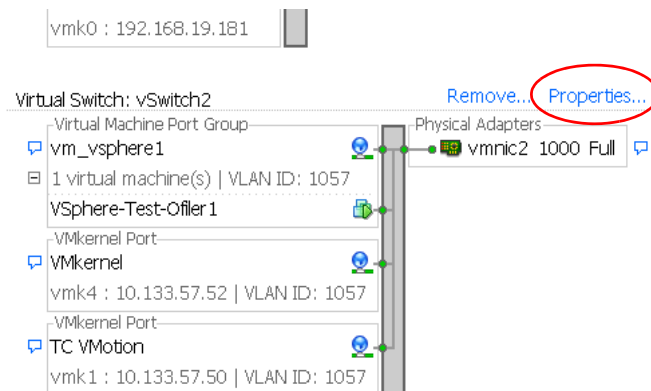 vmk0 : 192.168.19.181
Virtual Switch: vSwitch2 Remove... Properties...
Virtual Machine Port Group Physical Adapters
vm_vsphere1 vmnic2 1000 Full
1 virtual machine(s) | VLAN ID: 1057
VSphere-Test-Ofiler1
VMkernel Port
VMkernel
vmk4 : 10.133.57.52 | VLAN ID: 1057
VMkernel Port
TC VMotion
vmk1 : 10.133.57.50 | VLAN ID: 1057